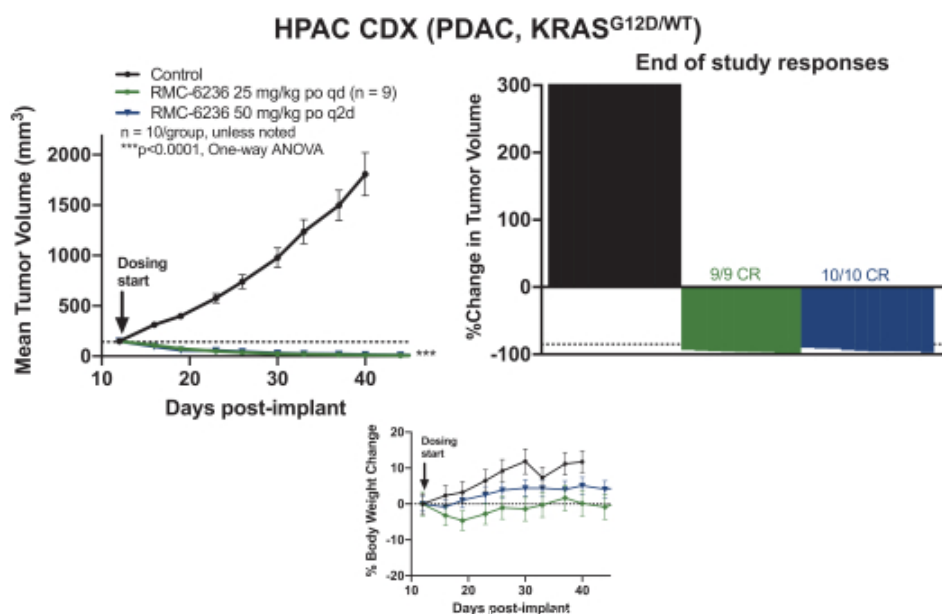 HPAC CDX (PDAC, KRASG12D/WT)
Control
RMC-6236 25 mg/kg po qd (n = 9)
RMC-6236 50 mg/kg po q2d
n = 10/group, unless noted
***p<0.0001, One-way ANOVA
Mean Tumor Volume (mm3)
2000
1500
1000
500
0
Dosing
start
***
10
20
30
40
Days post-implant
End of study responses
%Change in Tumor Volume
300
200
100
0
-100
9/9 CR
10/10 CR
% Body Weight Change
20
10
0
-10
-20
Dosing
start
10
20
30
40
Days post-implant